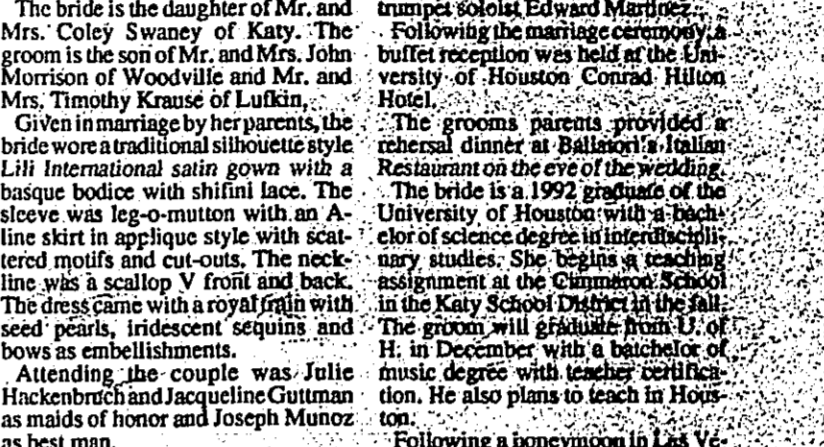 The bride is the daughter of Mr. and
Mrs. Coley Swaney of Katy. The
groom is the son of Mr. and Mrs. John
Morrison of Woodville and Mr. and
Mrs. Timothy Krause of Lufkin.
Given in marriage by her parents, the
bride wore a traditional silhouette style
Lili International satin gown with a
basque bodice with shifini lace. The
sleeve was leg-o-mutton with an A-
line skirt in applique style with scat-
tered motifs and cut-outs. The neck-
line was a scallop V front and back.
The dress came with a royal train with
seed pearls, iridescent sequins and
bows as embellishments.
Attending the couple was Julie
Hackenbruch and Jacqueline Guttman
as maids of honor and Joseph Munoz
as best man.
trumpet soloist Edward Martinez.
Following the marriage ceremony, a
buffet reception was held at the Uni-
versity of Houston Conrad Hilton
Hotel.
The grooms parents provided a
rehersal dinner at Ballatori's Italian
Restaurant on the eve of the wedding.
The bride is a 1992 graduate of the
University of Houston with a bach-
elor of science degree in interdiscipli-
nary studies. She begins a teaching
assignment at the Cimmeron School
in the Katy School District in the fall.
The groom will graduate from U. of
H. in December with a batchelor of
music degree with teacher certifica-
tion. He also plans to teach in Hous-
ton.
Following a honeymoon in Las Ve-